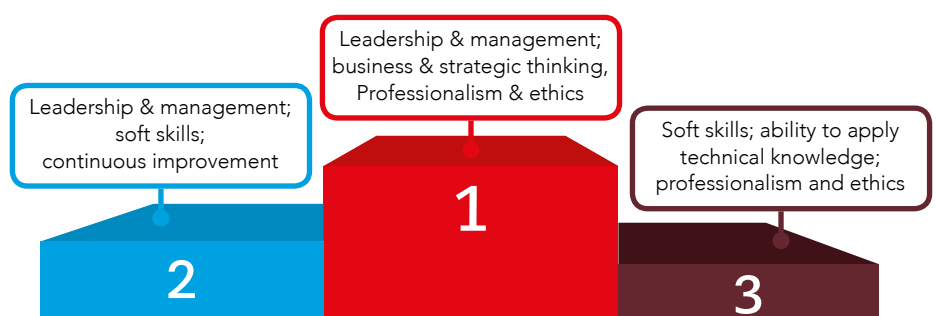 Leadership & management;
business & strategic thinking,
Professionalism & ethics
Leadership & management;
soft skills;
continuous improvement
Soft skills; ability to apply
technical knowledge;
professionalism and ethics
1
2
3